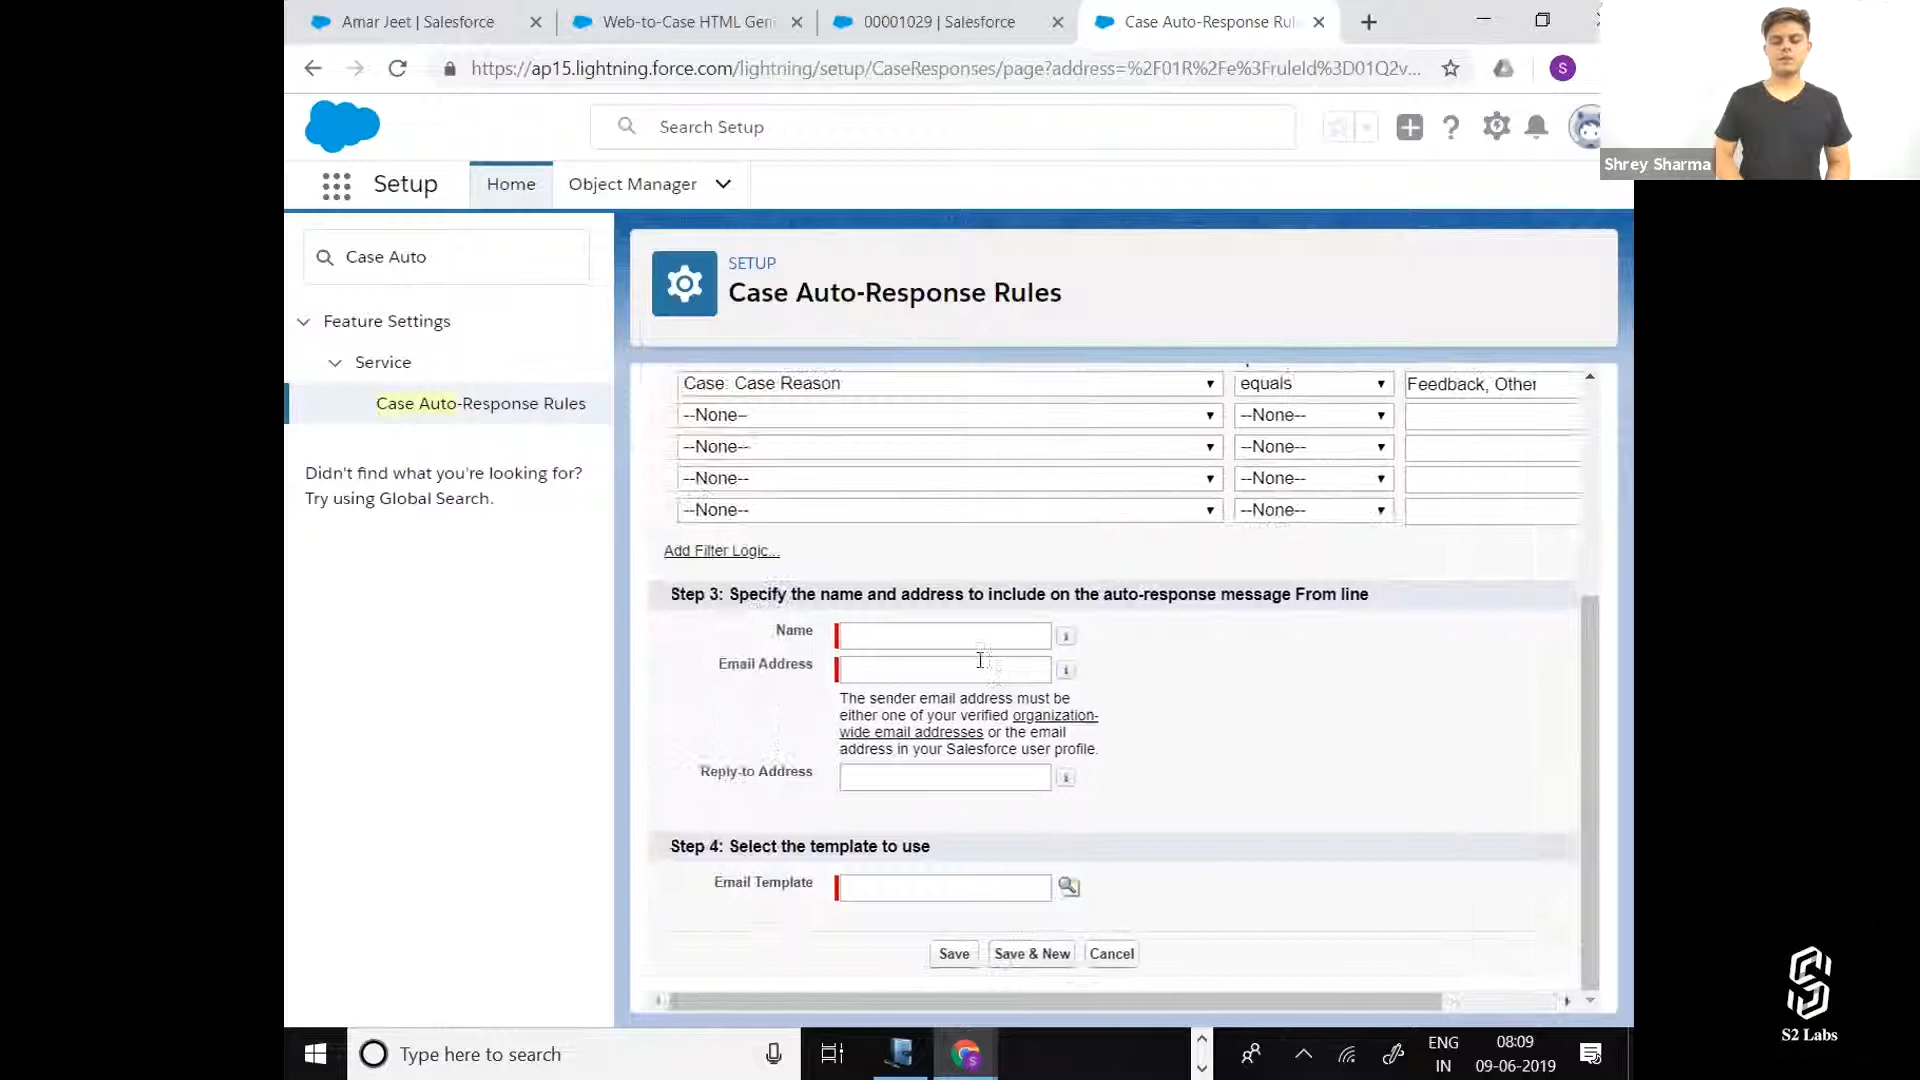 Amar Jeet | Salesforce
Web-to-Case HTML Gen
00001029 | Salesforce
Case Auto-Response Rul
https://ap15.lightning.force.com/lightning/setup/CaseResponses/page?address=%2F01R%2Fe%3FruleId%3D01Q2v...
S
Search Setup
Shrey Sharma
Setup
Home
Object Manager
Case Auto
Feature Settings
Service
Case Auto-Response Rules
Didn't find what you're looking for?
Try using Global Search.
SETUP
Case Auto-Response Rules
Case: Case Reason equals Feedback, Other
--None-- --None--
--None-- --None--
--None-- --None--
--None-- --None--
Add Filter Logic...
Step 3: Specify the name and address to include on the auto-response message From line
Name
Email Address
The sender email address must be
either one of your verified organization-
wide email addresses or the email
address in your Salesforce user profile.
Reply-to Address
Step 4: Select the template to use
Email Template
Save Save & New Cancel
Type here to search
ENG
IN
08:09
09-06-2019
S2 Labs